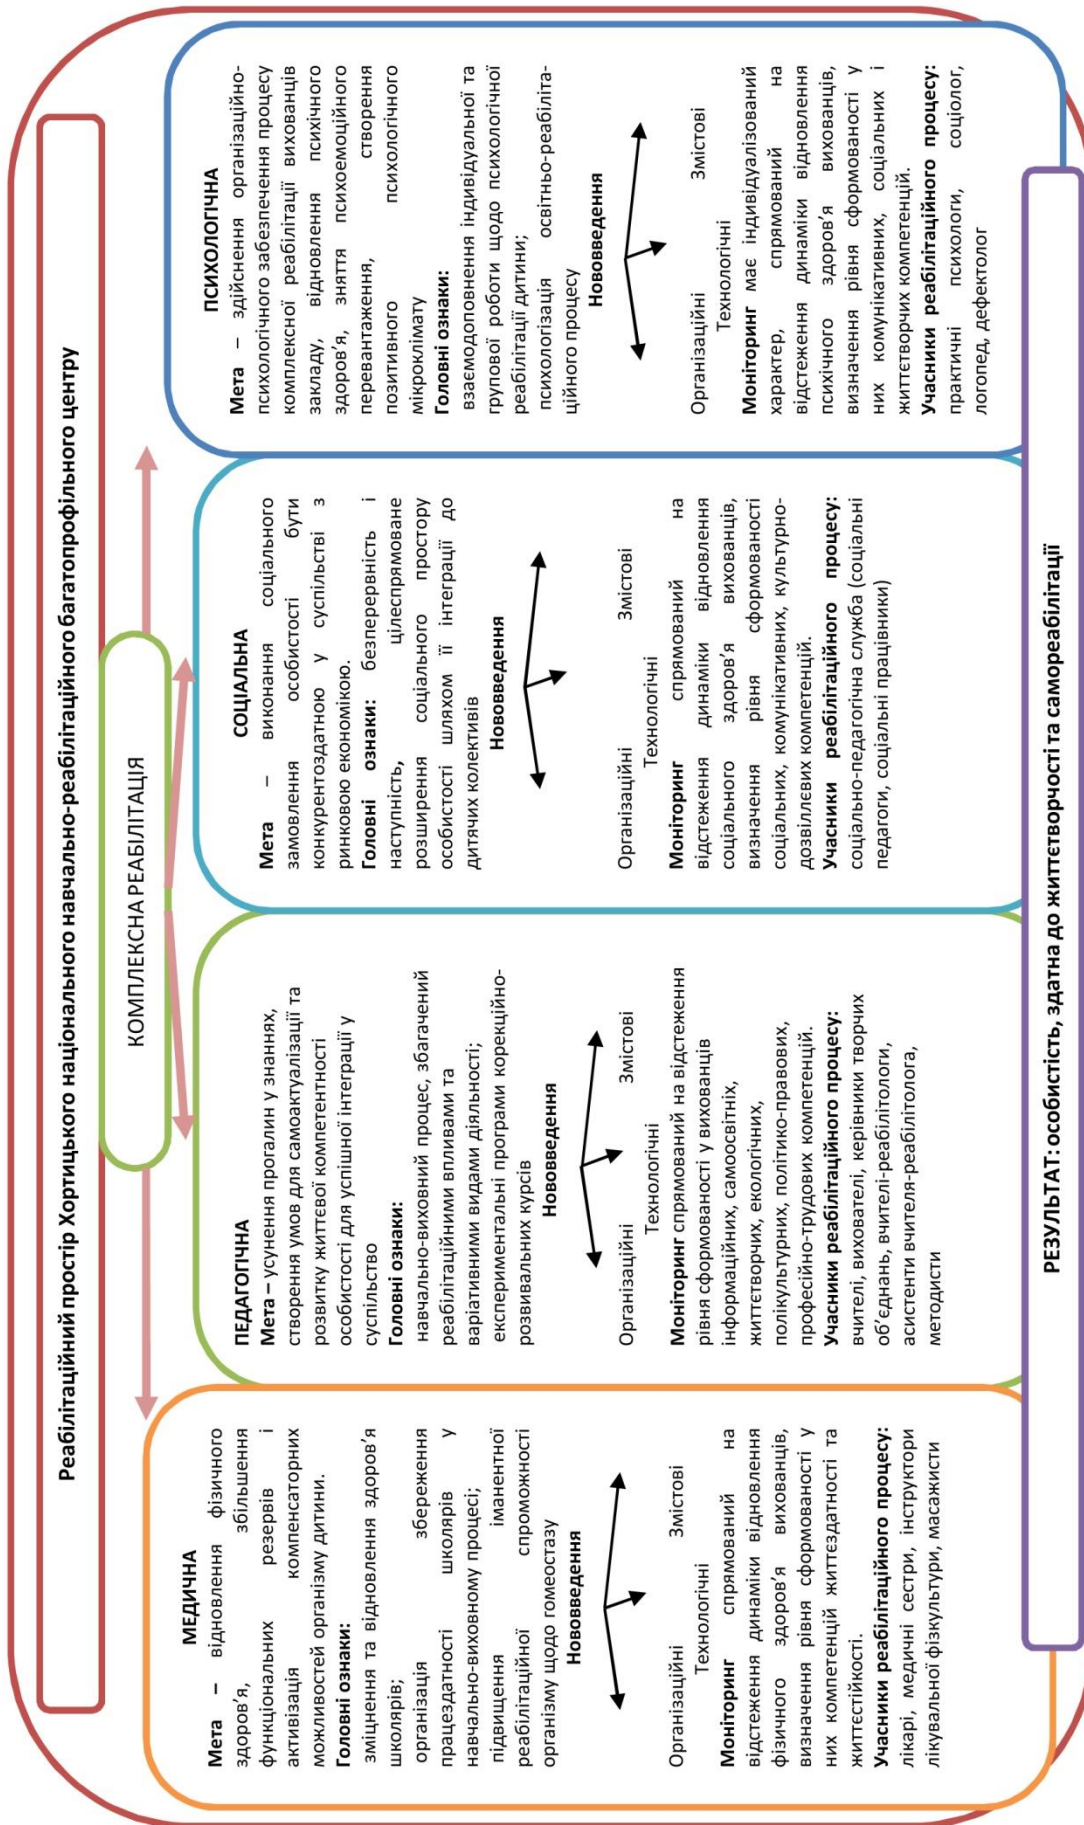 Реабілітаційний простір Хортицького національного навчально-реабілітаційного багатопрофільного центру
КОМПЛЕКСНА РЕАБІЛІТАЦІЯ
МЕДИЧНА
Мета – відновлення фізичного
здоров’я, збільшення
функціональних резервів і
активізація компенсаторних
можливостей організму дитини.
Головні ознаки:
зміцнення та відновлення здоров’я
школярів;
організація збереження
працездатності школярів у
навчально-виховному процесі;
підвищення іманентної
реабілітаційної спроможності
організму щодо гомеостазу
Нововведення
Організаційні Змістові
Технологічні
Моніторинг спрямований на
відстеження динаміки відновлення
фізичного здоров’я вихованців,
визначення рівня сформованості у
них компетенцій життєздатності та
життєстійкості.
Учасники реабілітаційного процесу:
лікарі, медичні сестри, інструктори
лікувальної фізкультури, масажисти
ПЕДАГОГІЧНА
Мета – усунення прогалин у знаннях,
створення умов для самоактуалізації та
розвитку життєвої компетентності
особистості для успішної інтеграції у
суспільство
Головні ознаки:
навчально-виховний процес, збагачений
реабілітаційними впливами та
варіативними видами діяльності;
експериментальні програми корекційно-
розвивальних курсів
Нововведення
Організаційні Змістові
Технологічні
Моніторинг спрямований на відстеження
рівня сформованості у вихованців
інформаційних, самоосвітніх,
життєтворчих, екологічних,
полікультурних, політико-правових,
професійно-трудових компетенцій.
Учасники реабілітаційного процесу:
вчителі, вихователі, керівники творчих
об’єднань, вчителі-реабілітологи,
асистенти вчителя-реабілітолога,
методисти
СОЦІАЛЬНА
Мета – виконання соціального
замовлення особистості бути
конкурентоздатною у суспільстві з
ринковою економікою.
Головні ознаки: безперервність і
наступність, цілеспрямоване
розширення соціального простору
особистості шляхом її інтеграції до
дитячих колективів
Нововведення
Організаційні Змістові
Технологічні
Моніторинг спрямований на
відстеження динаміки відновлення
соціального здоров’я вихованців,
визначення рівня сформованості
соціальних, комунікативних, культурно-
дозвіллєвих компетенцій.
Учасники реабілітаційного процесу:
соціально-педагогічна служба (соціальні
педагоги, соціальні працівники)
ПСИХОЛОГІЧНА
Мета – здійснення організаційно-
психологічного забезпечення процесу
комплексної реабілітації вихованців
закладу, відновлення психічного
здоров’я, зняття психоемоційного
перевантаження, створення
позитивного психологічного
мікроклімату
Головні ознаки:
взаємодоповнення індивідуальної та
групової роботи щодо психологічної
реабілітації дитини;
психологізація освітньо-реабіліта-
ційного процесу
Нововведення
Організаційні Змістові
Технологічні
Моніторинг має індивідуалізований
характер, спрямований на
відстеження динаміки відновлення
психічного здоров’я вихованців,
визначення рівня сформованості у
них комунікативних, соціальних і
життєтворчих компетенцій.
Учасники реабілітаційного процесу:
практичні психологи, соціолог,
логопед, дефектолог
РЕЗУЛЬТАТ: особистість, здатна до життєтворчості та самореабілітації